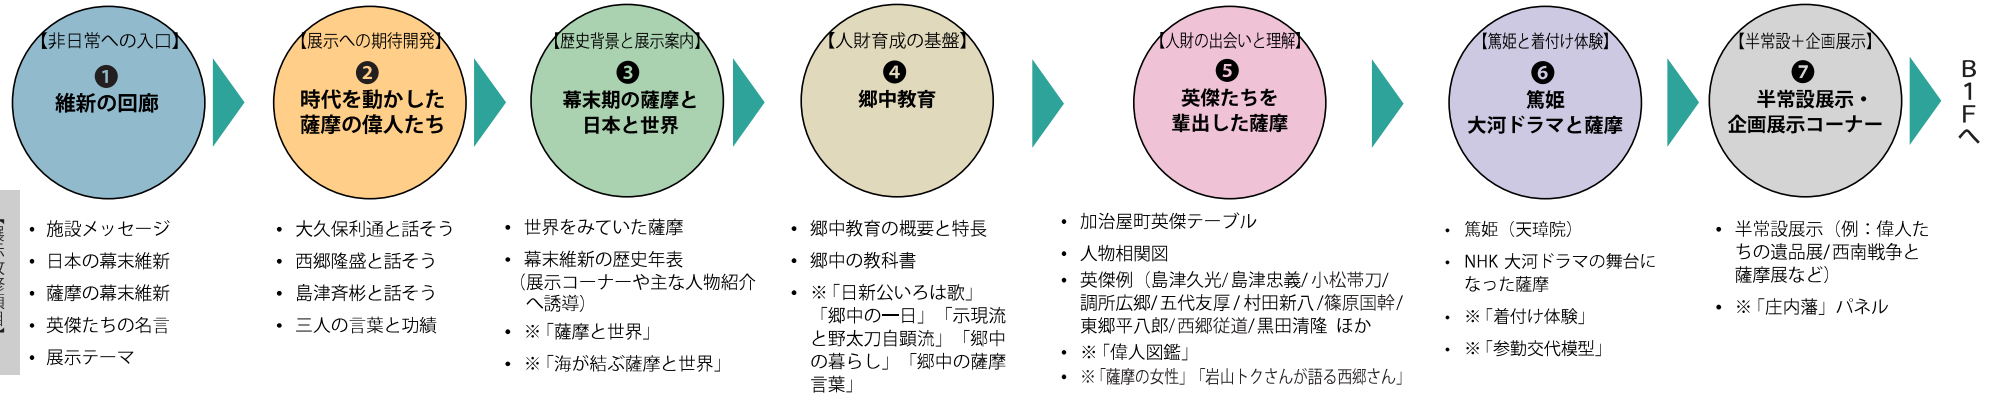 【非日常への入口】
❶
維新の回廊
【展示への期待開発】
❷
時代を動かした
薩摩の偉人たち
【歴史背景と展示案内】
❸
幕末期の薩摩と
日本と世界
【人財育成の基盤】
❹
郷中教育
【人財の出会いと理解】
❺
英傑たちを
輩出した薩摩
【篤姫と着付け体験】
❻
篤姫
大河ドラマと薩摩
【半常設＋企画展示】
❼
半常設展示・
企画展示コーナー
B1Fへ
• 施設メッセージ
• 日本の幕末維新
• 薩摩の幕末維新
• 英傑たちの名言
• 展示テーマ
• 大久保利通と話そう
• 西郷隆盛と話そう
• 島津斉彬と話そう
• 三人の言葉と功績
• 世界をみていた薩摩
• 幕末維新の歴史年表
（展示コーナーや主な人物紹介
へ誘導）
• ※「薩摩と世界」
• ※「海が結ぶ薩摩と世界」
• 郷中教育の概要と特長
• 郷中の教科書
• ※「日新公いろは歌」
「郷中の一日」「示現流
と野太刀自顕流」「郷中
の暮らし」「郷中の薩摩
言葉」
• 加治屋町英傑テーブル
• 人物相関図
• 英傑例（島津久光/島津忠義/小松帯刀/
調所広郷/五代友厚/村田新八/篠原国幹/
東郷平八郎/西郷従道/黒田清隆 ほか
• ※「偉人図鑑」
• ※「薩摩の女性」「岩山トクさんが語る西郷さん」
• 篤姫（天璋院）
• NHK 大河ドラマの舞台に
なった薩摩
• ※「着付け体験」
• ※「参勤交代模型」
• 半常設展示（例：偉人た
ちの遺品展/西南戦争と
薩摩展など）
• ※「庄内藩」パネル